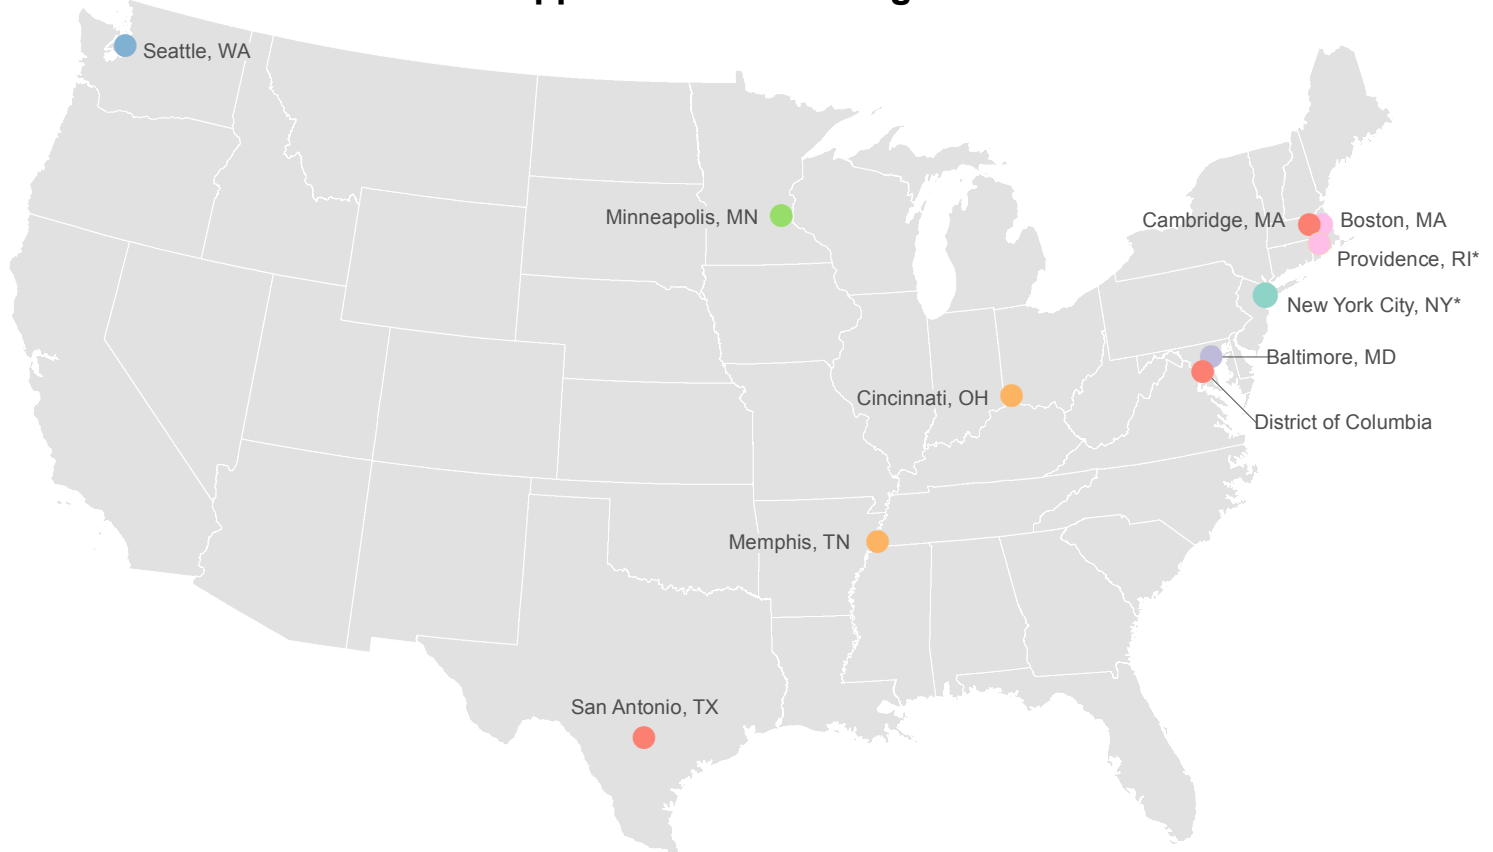 Seattle, WA
Minneapolis, MN
Cambridge, MA
Boston, MA
Providence, RI*
New York City, NY*
Baltimore, MD
Cincinnati, OH
District of Columbia
Memphis, TN
San Antonio, TX